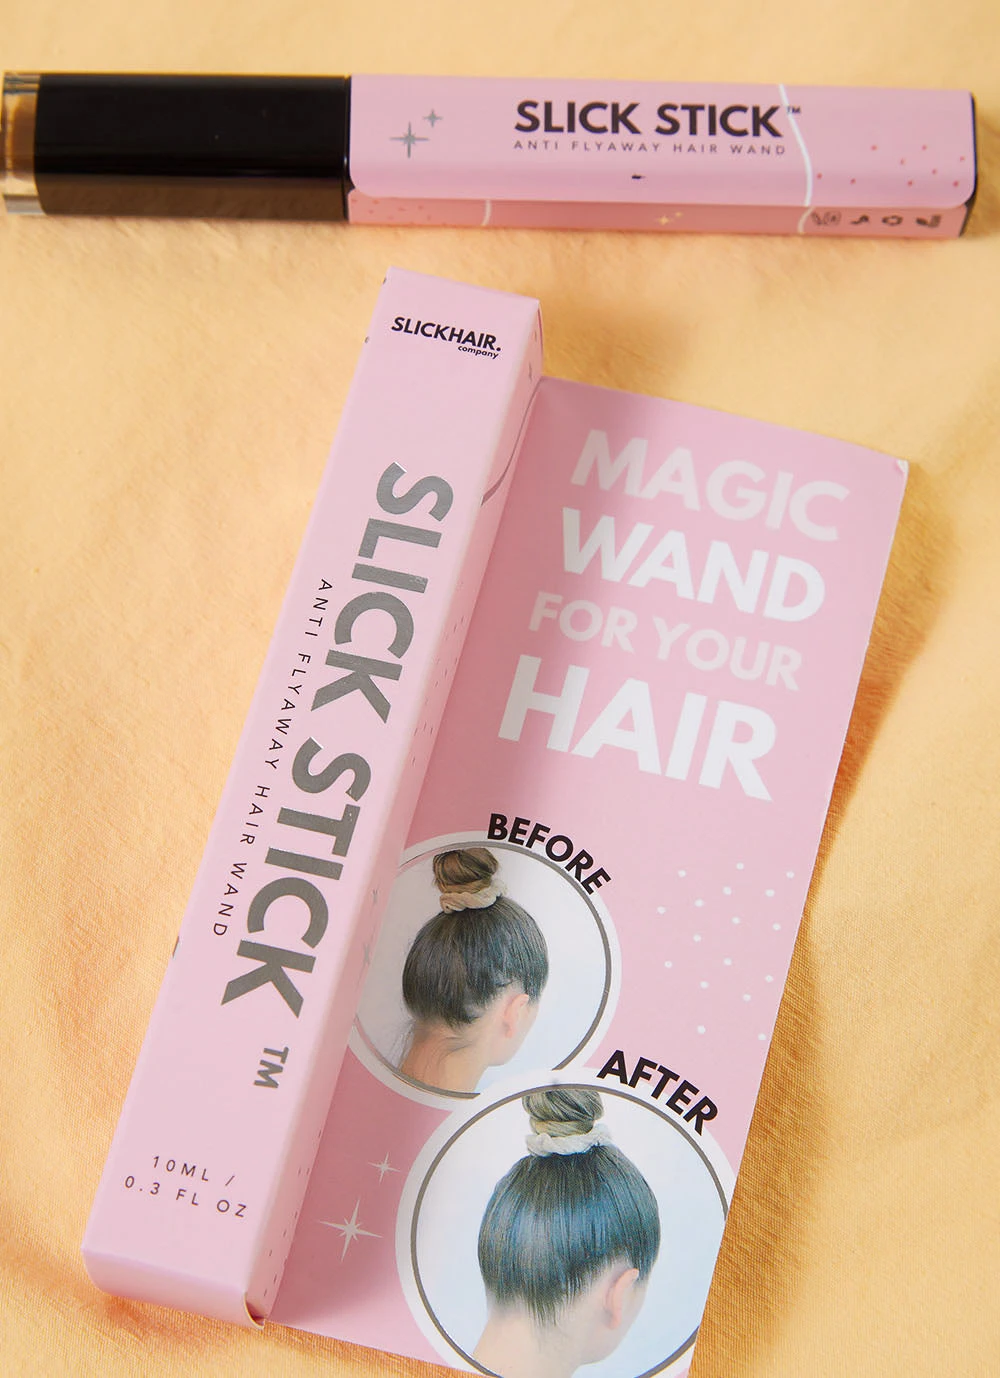 SLICK STICK™
ANTI FLYAWAY HAIR WAND
SLICKHAIR.
company
SLICK STICK ™
ANTI FLYAWAY HAIR WAND
10ML /
0.3 FL OZ
MAGIC
WAND
FOR YOUR
HAIR
BEFORE
AFTER